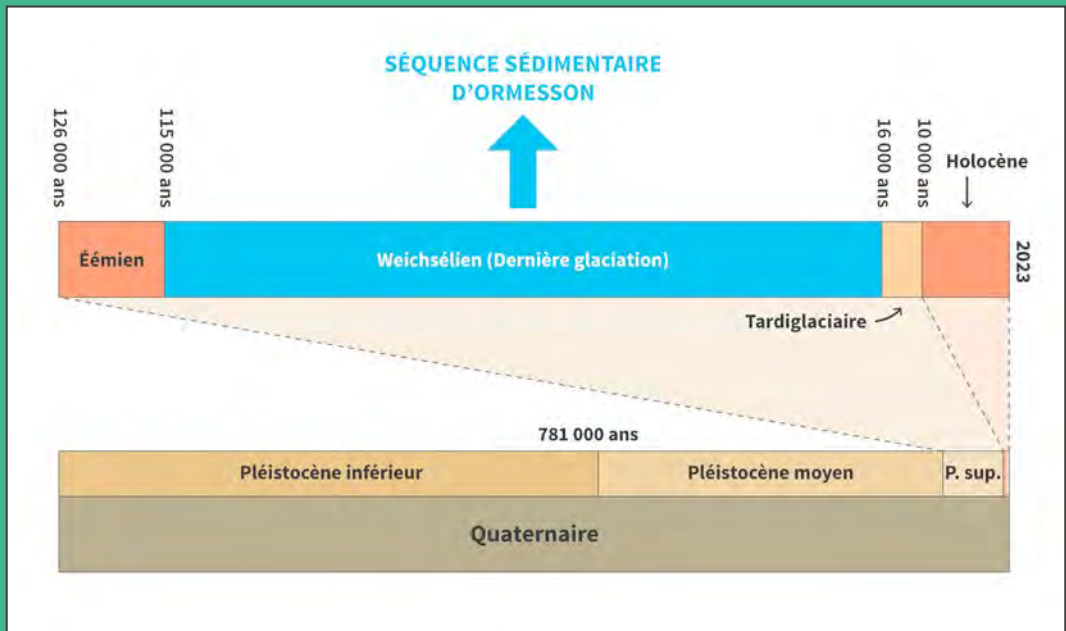 SÉQUENCE SÉDIMENTAIRE
D'ORMESSON
126 000 ans
115 000 ans
16 000 ans
10 000 ans
Holocène
Éémien
Weichsélien (Dernière glaciation)
2023
Tardiglaciaire
781 000 ans
Pléistocène inférieur
Pléistocène moyen
P. sup.
Quaternaire